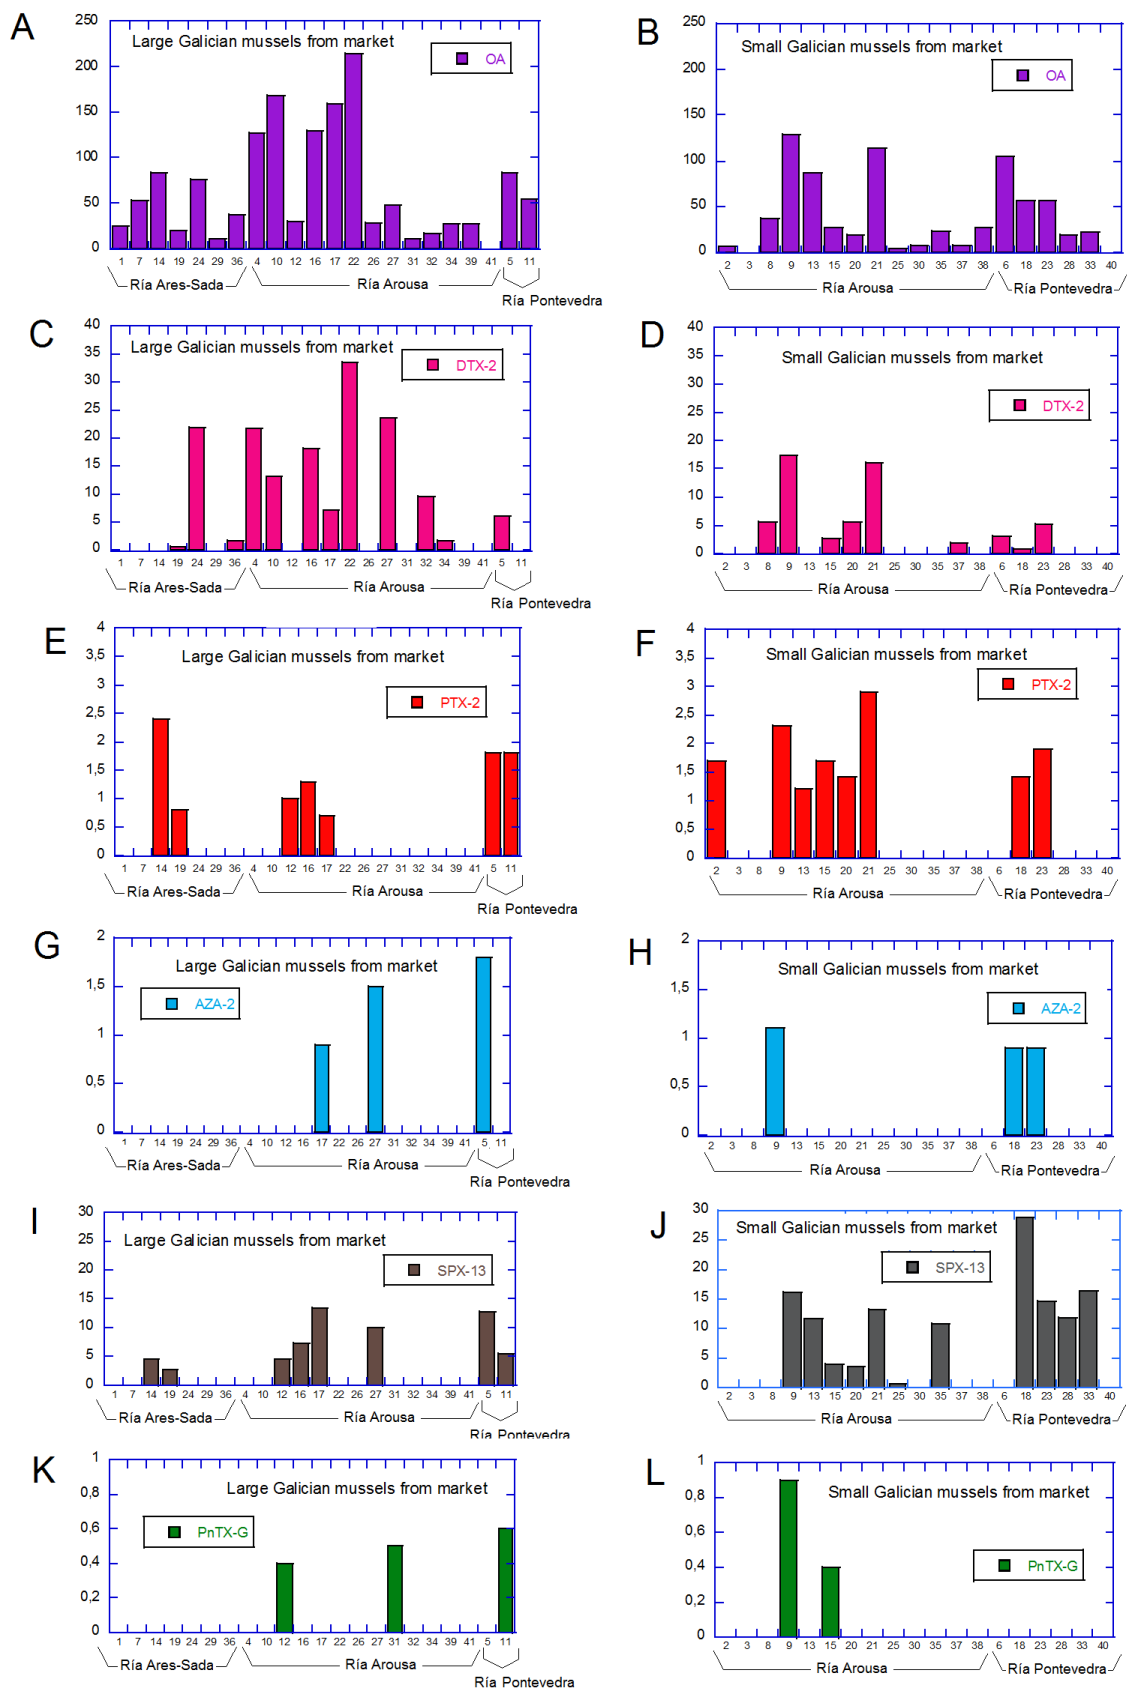 A
Large Galician mussels from market
OA
250
200
150
100
50
0
1 7 14 19 24 29 36 4 10 12 16 17 22 26 27 31 32 34 39 41 5 11
Ría Ares-Sada Ría Arousa
Ría Pontevedra
B
Small Galician mussels from market
OA
250
200
150
100
50
0
2 3 8 9 13 15 20 21 25 30 35 37 38 6 18 23 28 33 40
Ría Arousa Ría Pontevedra
C
Large Galician mussels from market
DTX-2
40
35
30
25
20
15
10
5
0
1 7 14 19 24 29 36 4 10 12 16 17 22 26 27 31 32 34 39 41 5 11
Ría Ares-Sada Ría Arousa
Ría Pontevedra
D
Small Galician mussels from market
DTX-2
40
35
30
25
20
15
10
5
0
2 3 8 9 13 15 20 21 25 30 35 37 38 6 18 23 28 33 40
Ría Arousa Ría Pontevedra
E
Large Galician mussels from market
PTX-2
4
3,5
3
2,5
2
1,5
1
0,5
0
1 7 14 19 24 29 36 4 10 12 16 17 22 26 27 31 32 34 39 41 5 11
Ría Ares-Sada Ría Arousa
Ría Pontevedra
F
Small Galician mussels from market
PTX-2
4
3,5
3
2,5
2
1,5
1
0,5
0
2 3 8 9 13 15 20 21 25 30 35 37 38 6 18 23 28 33 40
Ría Arousa Ría Pontevedra
G
Large Galician mussels from market
AZA-2
2
1,5
1
0,5
0
1 7 14 19 24 29 36 4 10 12 16 17 22 26 27 31 32 34 39 41 5 11
Ría Ares-Sada Ría Arousa
Ría Pontevedra
H
Small Galician mussels from market
AZA-2
2
1,5
1
0,5
0
2 3 8 9 13 15 20 21 25 30 35 37 38 6 18 23 28 33 40
Ría Arousa Ría Pontevedra
I
Large Galician mussels from market
SPX-13
30
25
20
15
10
5
0
1 7 14 19 24 29 36 4 10 12 16 17 22 26 27 31 32 34 39 41 5 11
Ría Ares-Sada Ría Arousa
Ría Pontevedra
J
Small Galician mussels from market
SPX-13
30
25
20
15
10
5
0
2 3 8 9 13 15 20 21 25 30 35 37 38 6 18 23 28 33 40
Ría Arousa Ría Pontevedra
K
Large Galician mussels from market
PnTX-G
1
0,8
0,6
0,4
0,2
0
1 7 14 19 24 29 36 4 10 12 16 17 22 26 27 31 32 34 39 41 5 11
Ría Ares-Sada Ría Arousa
Ría Pontevedra
L
Small Galician mussels from market
PnTX-G
1
0,8
0,6
0,4
0,2
0
2 3 8 9 13 15 20 21 25 30 35 37 38 6 18 23 28 33 40
Ría Arousa Ría Pontevedra